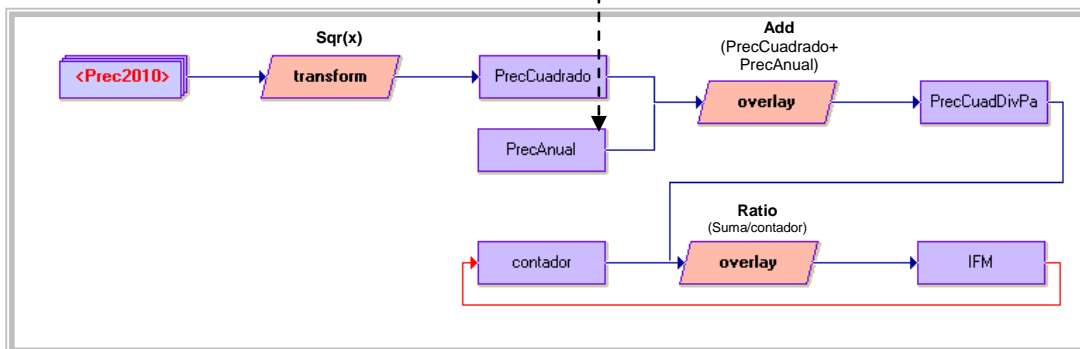 Sqr(x)
Add
(PrecCuadrado+
PrecAnual)
<Prec2010>
transform
PrecCuadrado
overlay
PrecCuadDivPa
PrecAnual
Ratio
(Suma/contador)
contador
overlay
IFM